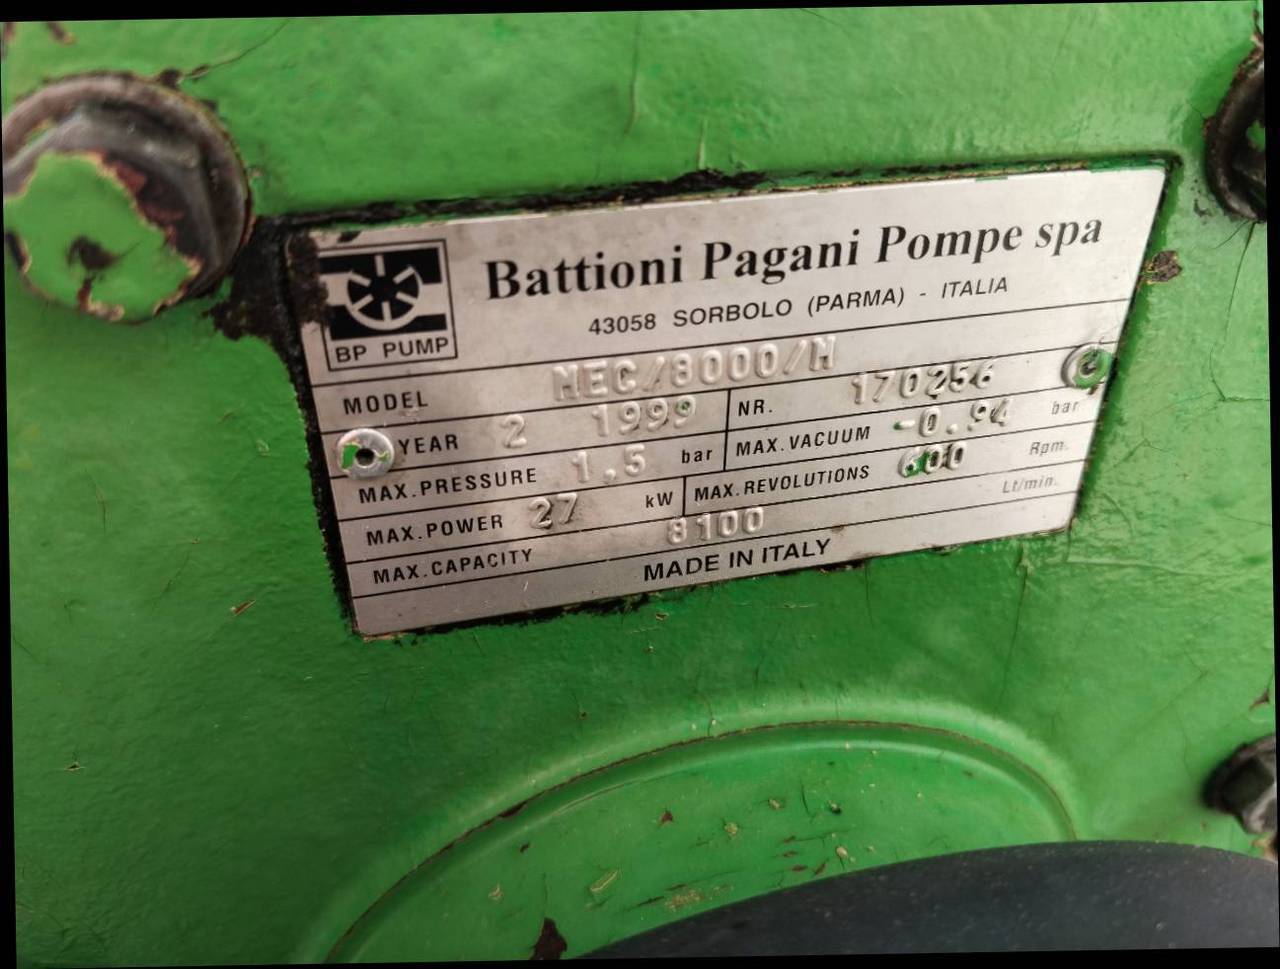 Battioni Pagani Pompe spa
43058 SORBOLO (PARMA) - ITALIA
BP PUMP
MODEL MEC/8000/M
YEAR 2 1999 NR. 170256
MAX.PRESSURE 1,5 bar MAX.VACUUM -0.94 bar
MAX.POWER 27 kW MAX.REVOLUTIONS 600 Rpm.
MAX.CAPACITY 8100 Lt/min.
MADE IN ITALY